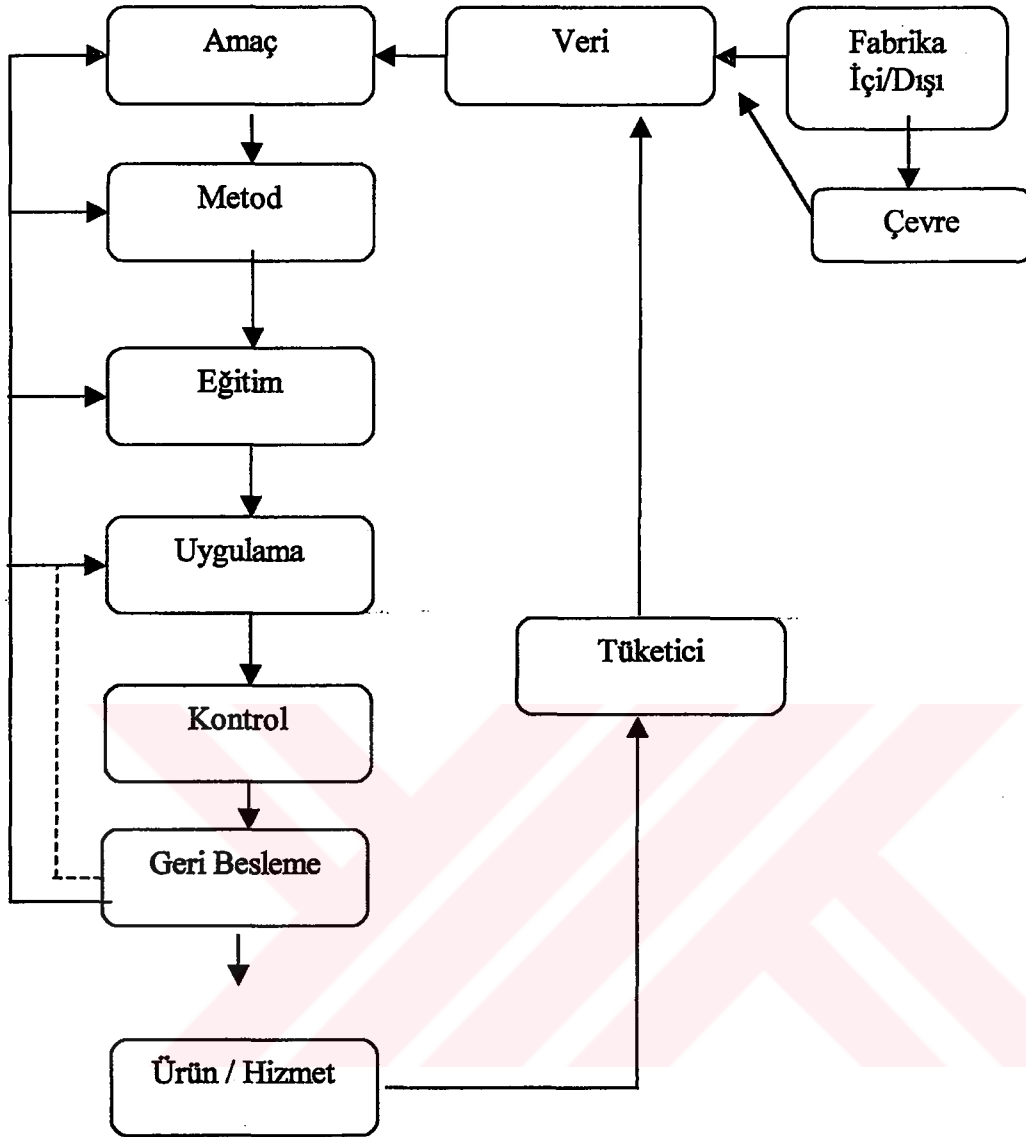 Amaç
Veri
Fabrika
İçi/Dışı
Metod
Çevre
Eğitim
Uygulama
Tüketici
Kontrol
Geri Besleme
Ürün / Hizmet